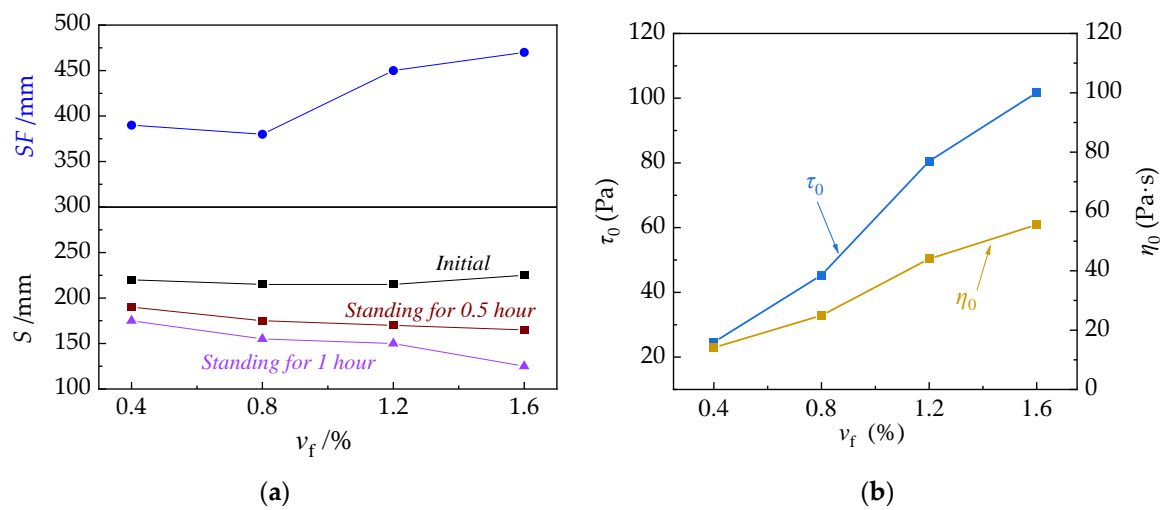 500
450
400
350
300
250
200
150
100
SF /mm
S /mm
Initial
Standing for 0.5 hour
Standing for 1 hour
0.4 0.8 1.2 1.6
v_f /%
(a)
120
100
80
60
40
20
τ₀ (Pa)
τ₀
η₀
120
100
80
60
40
20
0
η₀ (Pa·s)
0.4 0.8 1.2 1.6
v_f (%)
(b)